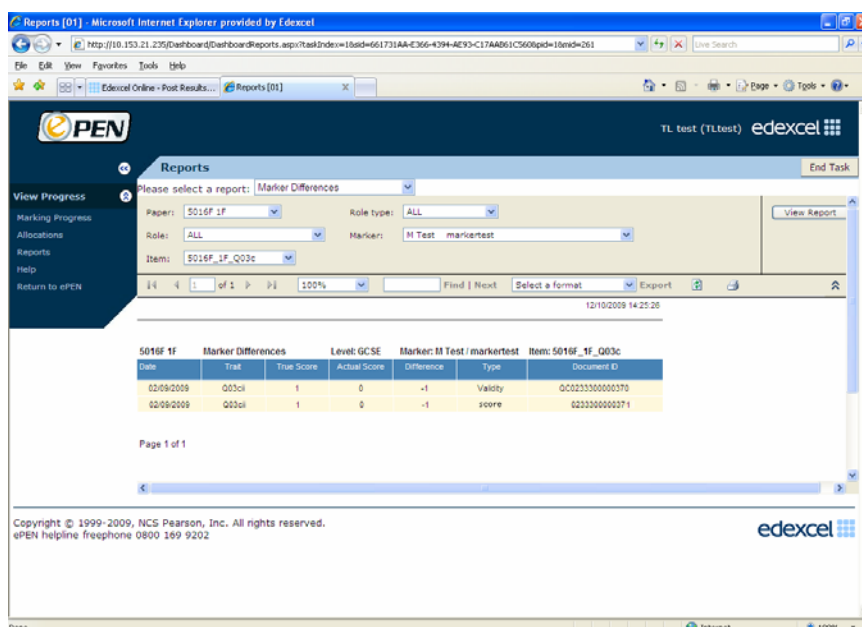 Reports [01] - Microsoft Internet Explorer provided by Edexcel
http://10.153.21.235/Dashboard/DashboardReports.aspx?taskIndex=1&sid=661731AA-E366-4394-AE93-C17AAB61C560&pid=1&mid=261
Live Search
File Edit View Favorites Tools Help
Edexcel Online - Post Results... Reports [01] Page Tools
ePEN TL test (TLtest) edexcel
Reports End Task
View Progress
Marking Progress
Allocations
Reports
Help
Return to ePEN
Please select a report: Marker Differences
Paper: 5016F 1F Role type: ALL View Report
Role: ALL Marker: M Test markertest
Item: 5016F_1F_Q03c
1 of 1 100% Find | Next Select a format Export
12/10/2009 14:25:26
5016F 1F Marker Differences Level: GCSE Marker: M Test / markertest Item: 5016F_1F_Q03c
Date Trait True Score Actual Score Difference Type Document ID
02/09/2009 Q03cii 1 0 -1 Validity QC0233300000370
02/09/2009 Q03cii 1 0 -1 score 0233300000371
Page 1 of 1
Copyright © 1999-2009, NCS Pearson, Inc. All rights reserved.
ePEN helpline freephone 0800 169 9202
edexcel
Internet 100%